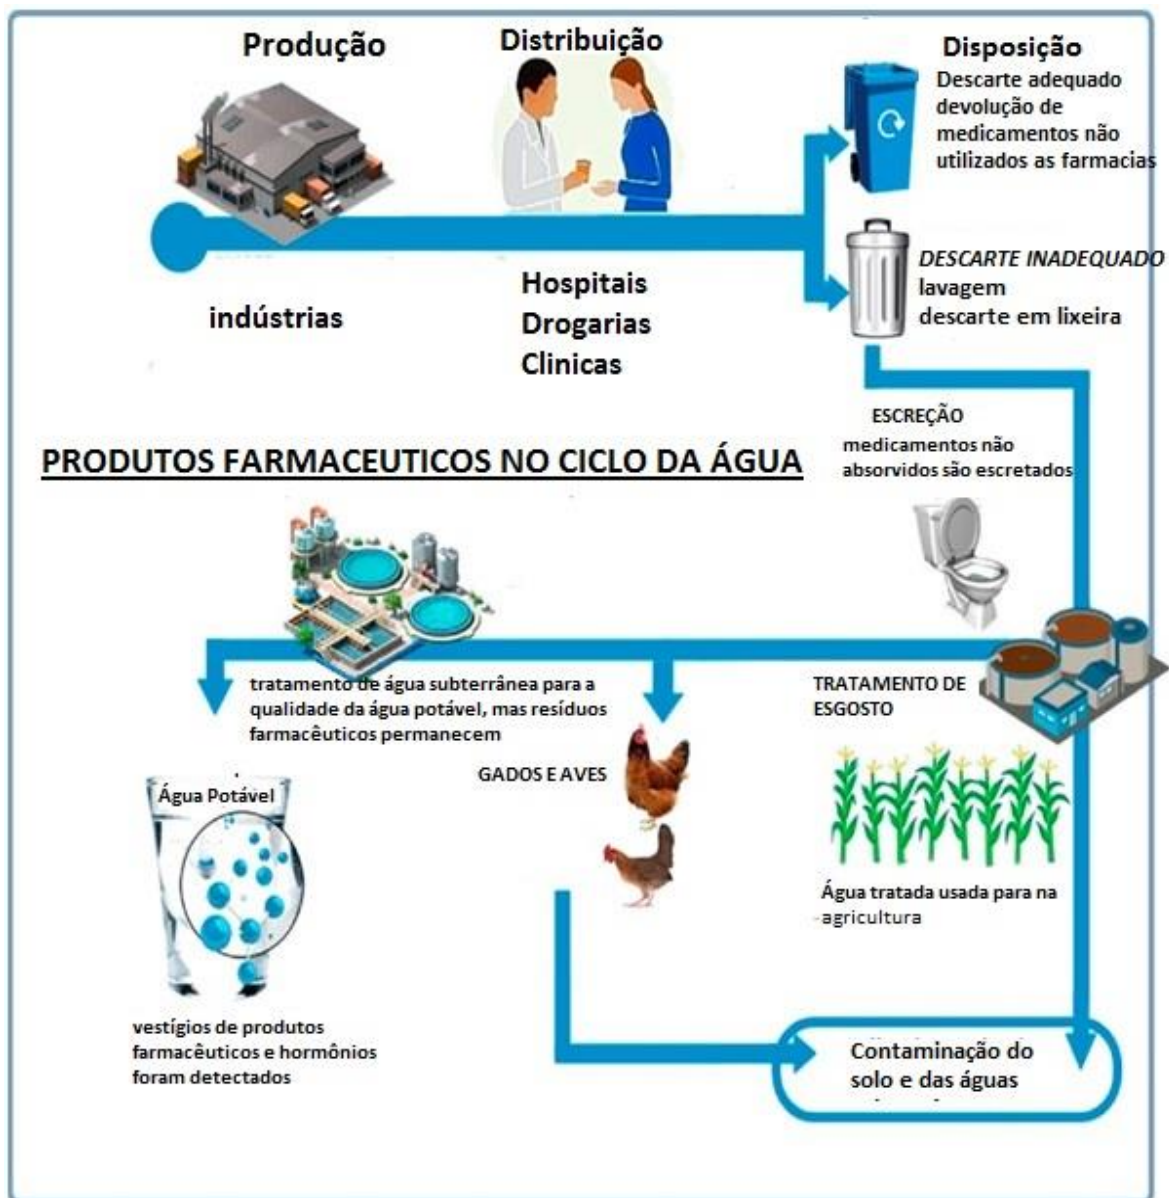 Produção
Distribuição
Disposição
Descarte adequado
devolução de
medicamentos não
utilizados as farmacias
DESCARTE INADEQUADO
lavagem
descarte em lixeira
indústrias
Hospitais
Drogarias
Clinicas
ESCREÇÃO
medicamentos não
absorvidos são escretados
PRODUTOS FARMACEUTICOS NO CICLO DA ÁGUA
tratamento de água subterrânea para a
qualidade da água potável, mas resíduos
farmacêuticos permanecem
TRATAMENTO DE
ESGOSTO
GADOS E AVES
Água Potável
Água tratada usada para na
agricultura
vestígios de produtos
farmacêuticos e hormônios
foram detectados
Contaminação do
solo e das águas